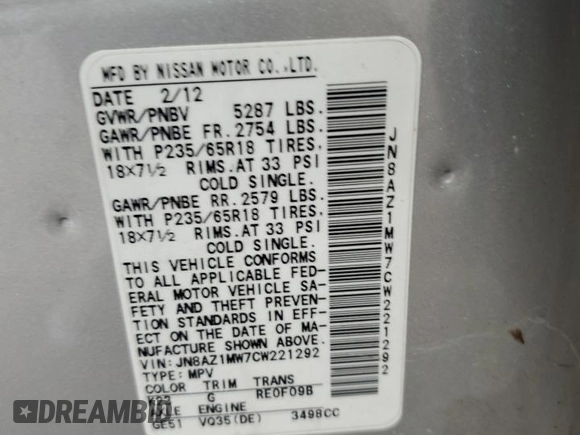 MFD BY NISSAN MOTOR CO.,LTD.
DATE 2/12
GVWR/PNBV 5287 LBS.
GAWR/PNBE FR. 2754 LBS.
WITH P235/65R18 TIRES,
18×7½ RIMS.AT 33 PSI
COLD SINGLE.
GAWR/PNBE RR. 2579 LBS.
WITH P235/65R18 TIRES,
18×7½ RIMS.AT 33 PSI
COLD SINGLE.
THIS VEHICLE CONFORMS
TO ALL APPLICABLE FED-
ERAL MOTOR VEHICLE SA-
FETY AND THEFT PREVEN-
TION STANDARDS IN EFF-
ECT ON THE DATE OF MA-
NUFACTURE SHOWN ABOVE.
VIN: JN8AZ1MW7CW221292
TYPE: MPV
COLOR TRIM TRANS
K23 G RE0F09B
AXLE ENGINE
GE51 VQ35(DE) 3498CC
JN8AZ1MW7CW221292
DREAMBID